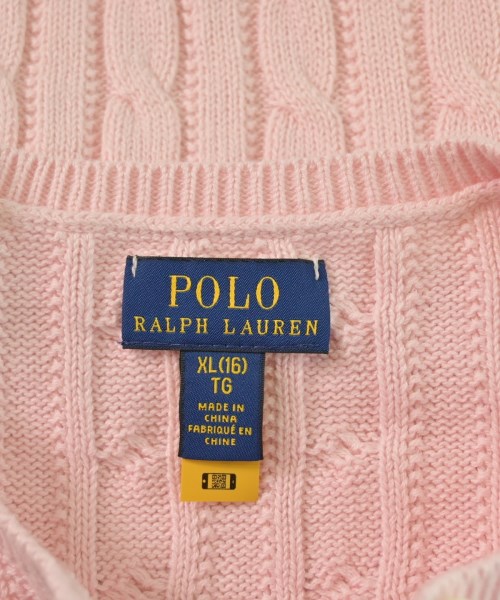 POLO
RALPH LAUREN
XL(16)
TG
MADE IN
CHINA
FABRIQUÉ EN
CHINE